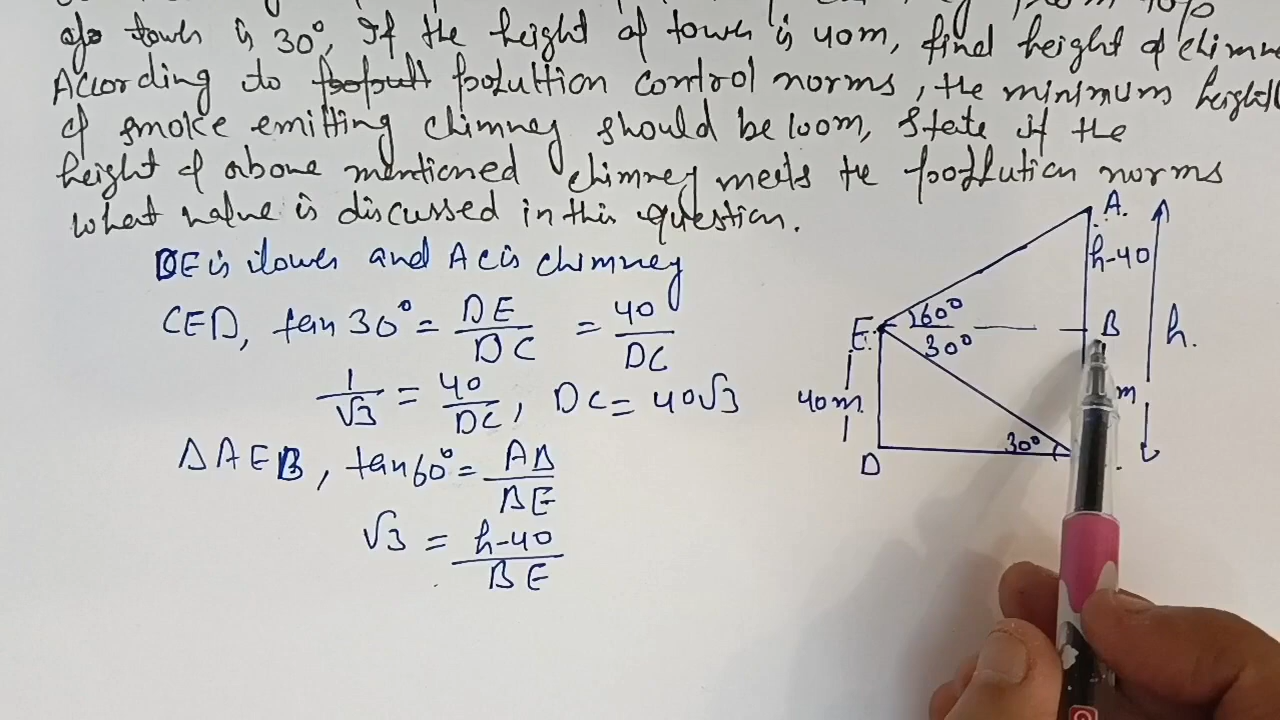 of tower is 30°, If the height of tower is 40m, find height of chimne
According to pollution control norms, the minimum height
of smoke emitting chimney should be 100m, State if the
height of above mentioned chimney meets the pollution norms
what value is discussed in this question.
DE is tower and AC is chimney
CED, tan 30° = DE/DC = 40/DC
1/√3 = 40/DC, DC = 40√3
ΔAEB, tan 60° = AB/BE
√3 = h-40/BE
A
h-40
60°
E
B
h
30°
40m
m
30°
D